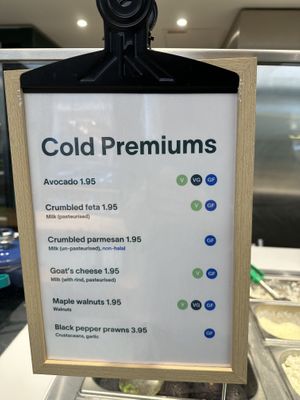 Cold Premiums
Avocado 1.95 V VG GF
Crumbled feta 1.95 V GF
Milk (pasteurised)
Crumbled parmesan 1.95 GF
Milk (un-pasteurised), non-halal
Goat's cheese 1.95 V GF
Milk (with rind, pasteurised)
Maple walnuts 1.95 V VG GF
Walnuts
Black pepper prawns 3.95 GF
Crustaceans, garlic